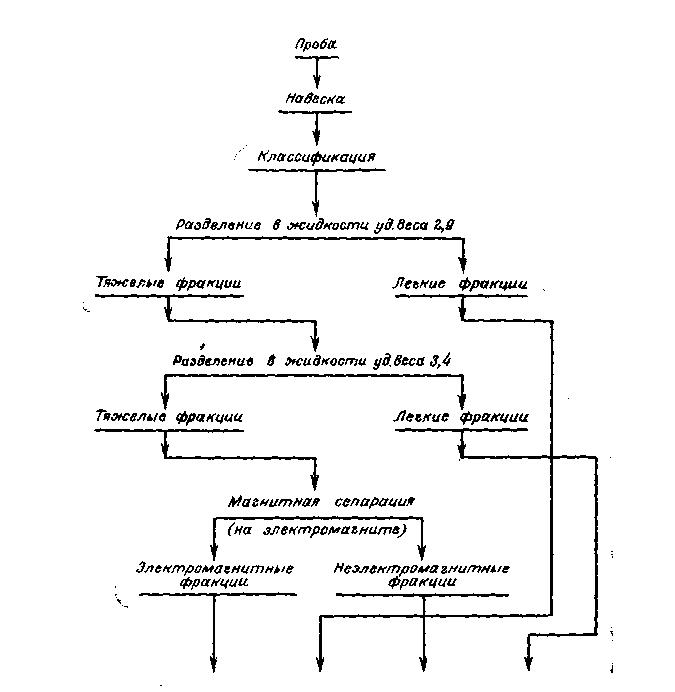 Проба
Навеска
Классификация
Разделение в жидкости уд. веса 2,9
Тяжелые фракции
Легкие фракции
Разделение в жидкости уд. веса 3,4
Тяжелые фракции
Легкие фракции
Магнитная сепарация
(на электромагните)
Электромагнитные
фракции
Неэлектромагнитные
фракции